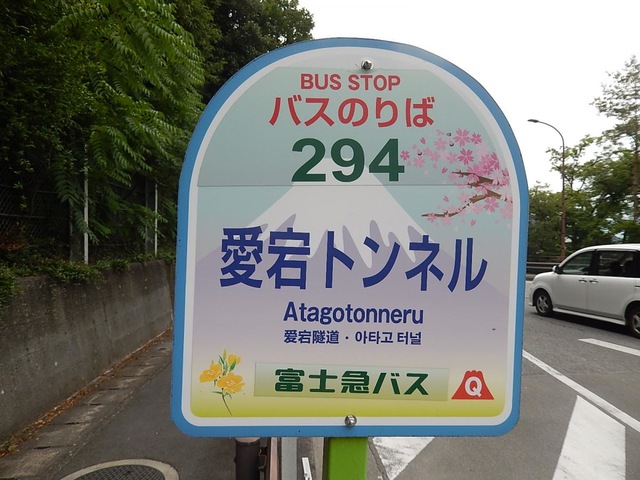 BUS STOP
バスのりば
294
愛宕トンネル
Atagotonneru
愛宕隧道・아타고 터널
富士急バス
Q